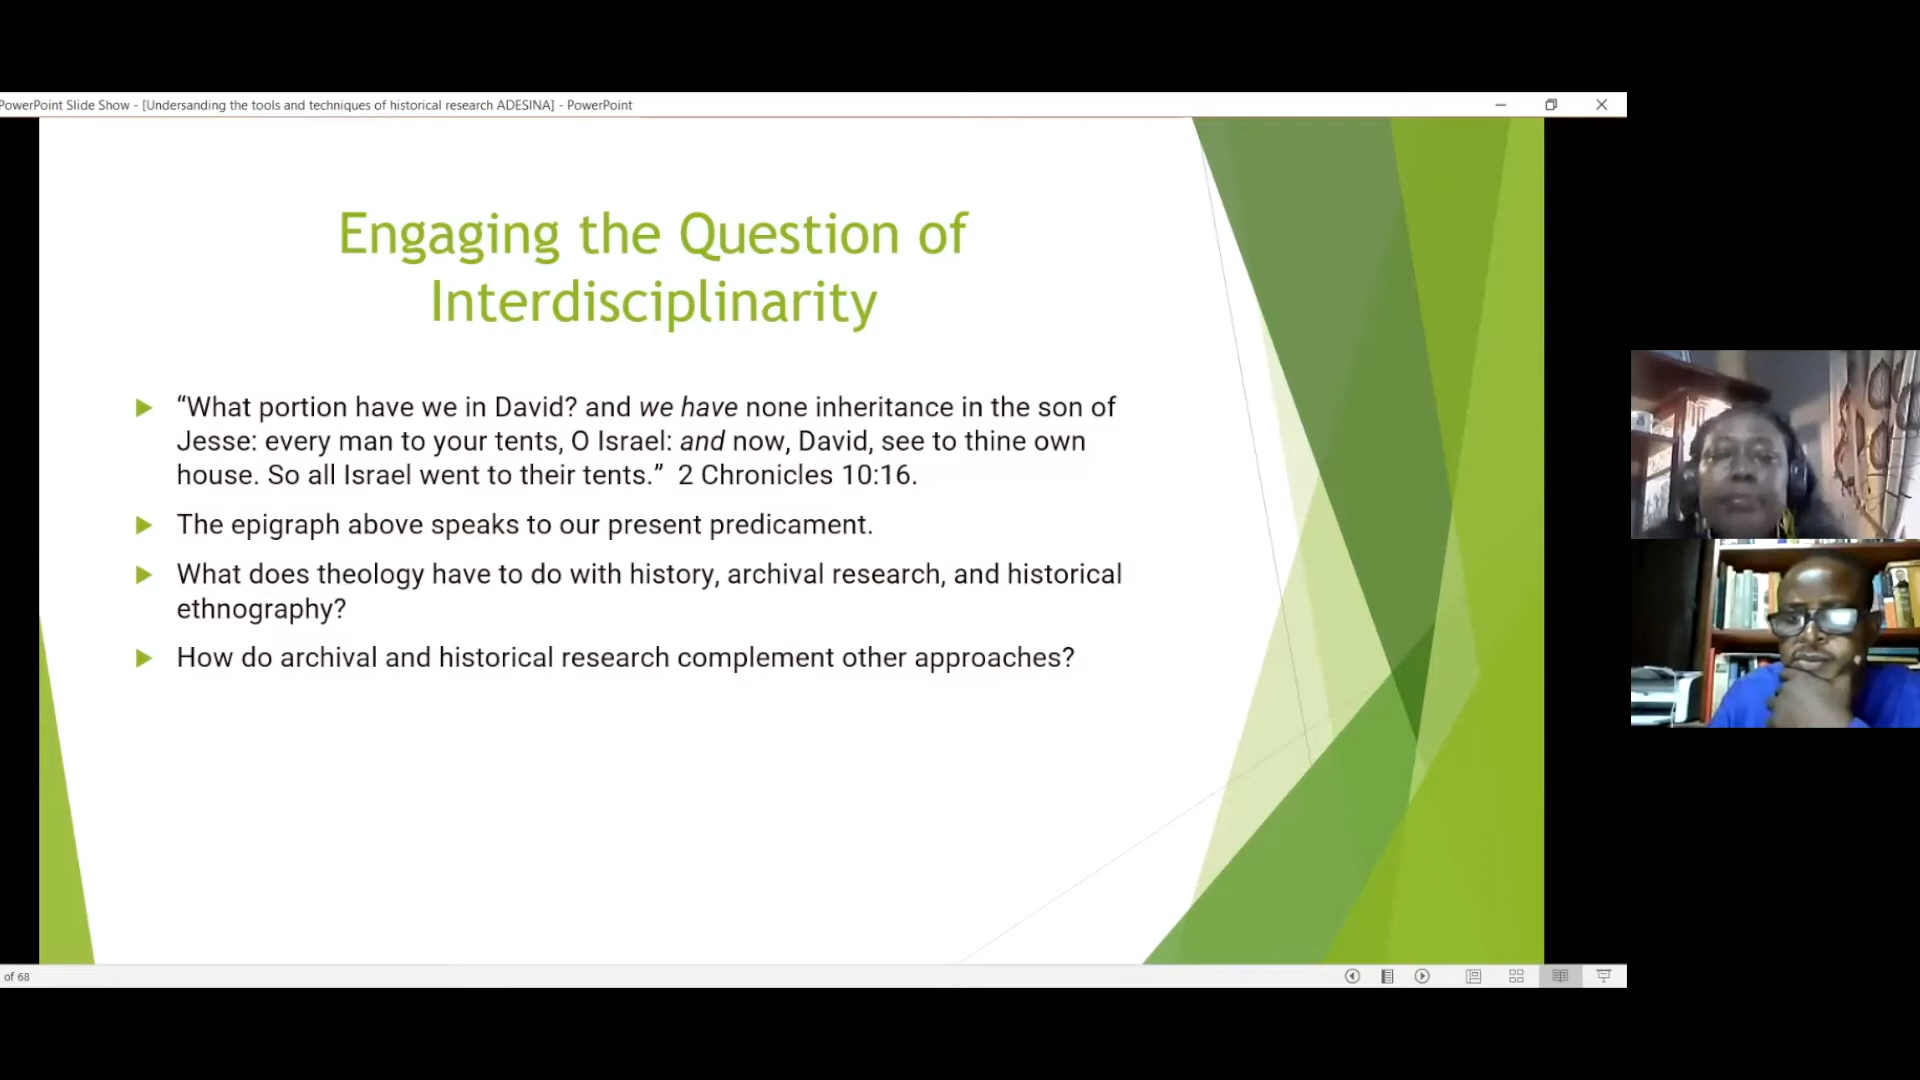 PowerPoint Slide Show - [Undersanding the tools and techniques of historical research ADESINA] - PowerPoint
Engaging the Question of
Interdisciplinarity
“What portion have we in David? and we have none inheritance in the son of
Jesse: every man to your tents, O Israel: and now, David, see to thine own
house. So all Israel went to their tents.” 2 Chronicles 10:16.
The epigraph above speaks to our present predicament.
What does theology have to do with history, archival research, and historical
ethnography?
How do archival and historical research complement other approaches?
of 68